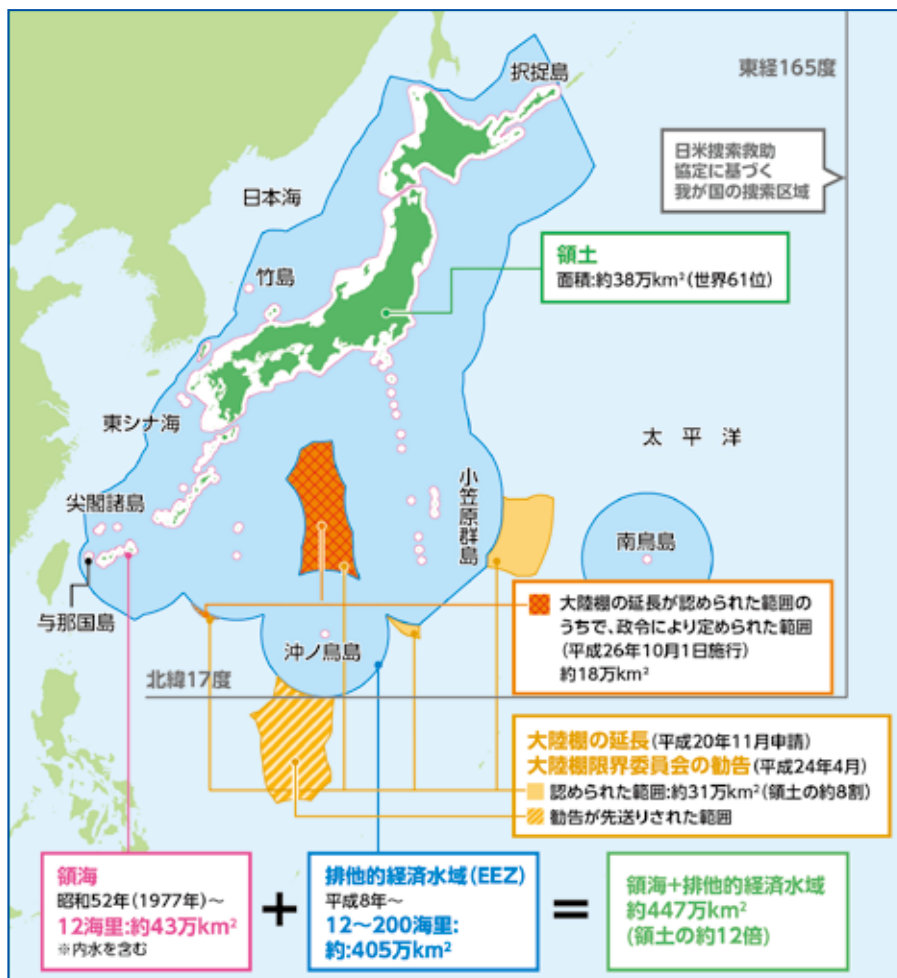 択捉島
東経165度
日米捜索救助
協定に基づく
我が国の捜索区域
日本海
竹島
領土
面積:約38万km²(世界61位)
東シナ海
太 平 洋
小笠原群島
尖閣諸島
南鳥島
与那国島
沖ノ鳥島
北緯17度
大陸棚の延長が認められた範囲の
うちで、政令により定められた範囲
(平成26年10月1日施行)
約18万km²
大陸棚の延長(平成20年11月申請)
大陸棚限界委員会の勧告(平成24年4月)
認められた範囲:約31万km²(領土の約8割)
勧告が先送りされた範囲
領海
昭和52年(1977年)~
12海里:約43万km²
※内水を含む
+
排他的経済水域(EEZ)
平成8年~
12~200海里:
約:405万km²
=
領海+排他的経済水域
約447万km²
(領土の約12倍)